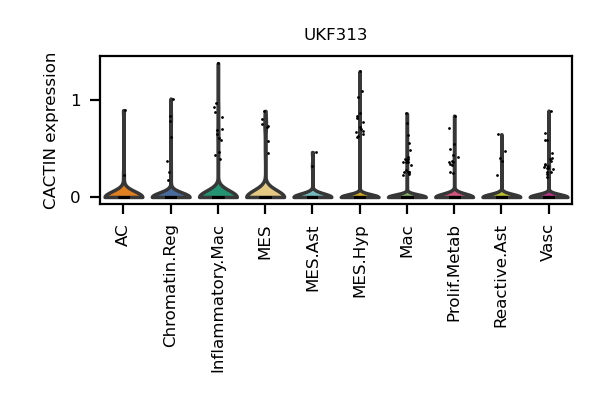 UKF313
CACTIN expression
1
0
AC
Chromatin.Reg
Inflammatory.Mac
MES
MES.Ast
MES.Hyp
Mac
Prolif.Metab
Reactive.Ast
Vasc